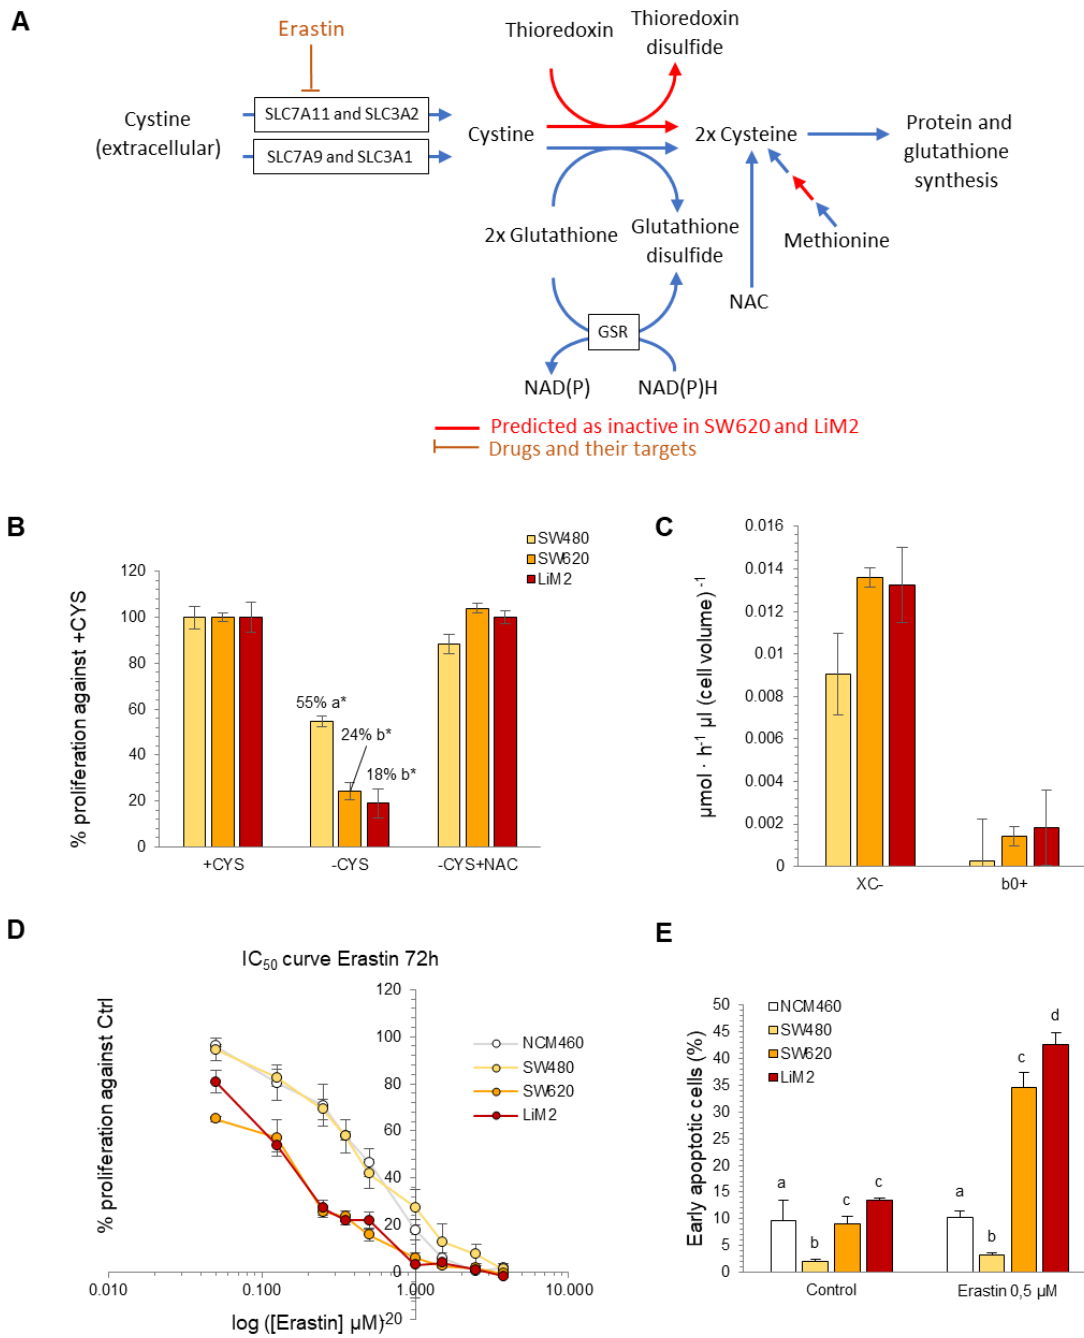 A
Erastin
Thioredoxin
Thioredoxin
disulfide
Cystine
(extracellular)
SLC7A11 and SLC3A2
SLC7A9 and SLC3A1
Cystine
2x Cysteine
Protein and
glutathione
synthesis
2x Glutathione
Glutathione
disulfide
Methionine
NAC
GSR
NAD(P)
NAD(P)H
Predicted as inactive in SW620 and LiM2
Drugs and their targets
B
SW480
SW620
LiM2
% proliferation against +CYS
120
100
80
60
40
20
0
55% a*
24% b*
18% b*
+CYS
-CYS
-CYS+NAC
C
µmol · h⁻¹ µl (cell volume) ⁻¹
0.016
0.014
0.012
0.01
0.008
0.006
0.004
0.002
0
XC-
b0+
D
IC₅₀ curve Erastin 72h
% proliferation against Ctrl
120
100
80
60
40
20
0
-20
NCM460
SW480
SW620
LiM2
0.010
0.100
1.000
10.000
log ([Erastin] µM)
E
Early apoptotic cells (%)
50
45
40
35
30
25
20
15
10
5
0
NCM460
SW480
SW620
LiM2
a
b
c
c
a
b
c
d
Control
Erastin 0,5 µM